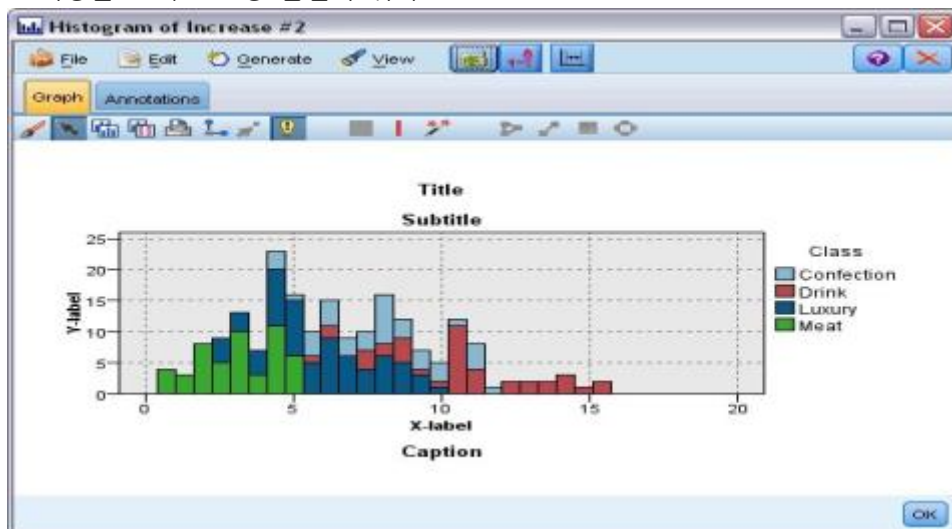 Histogram of Increase #2
File Edit Generate View
Graph Annotations
Title
Subtitle
Y-label
25
20
15
10
5
0
0 5 10 15 20
X-label
Caption
Class
Confection
Drink
Luxury
Meat
OK